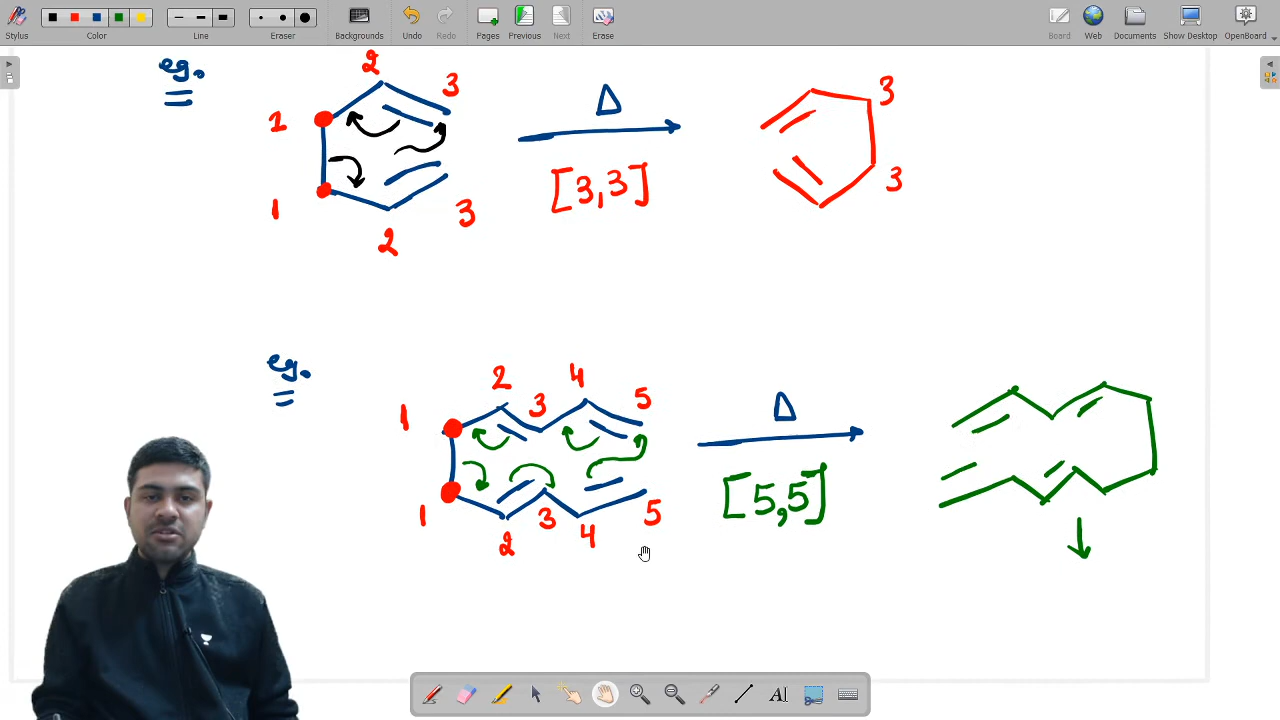 Stylus Color Line Eraser Backgrounds Undo Redo Pages Previous Next Erase Board Web Documents Show Desktop OpenBoard
eg.
2
3
1
Δ
3
[3,3]
3
1
3
2
eg.
2 4
1 3 5
Δ
[5,5]
1 3 5
2 4
AI